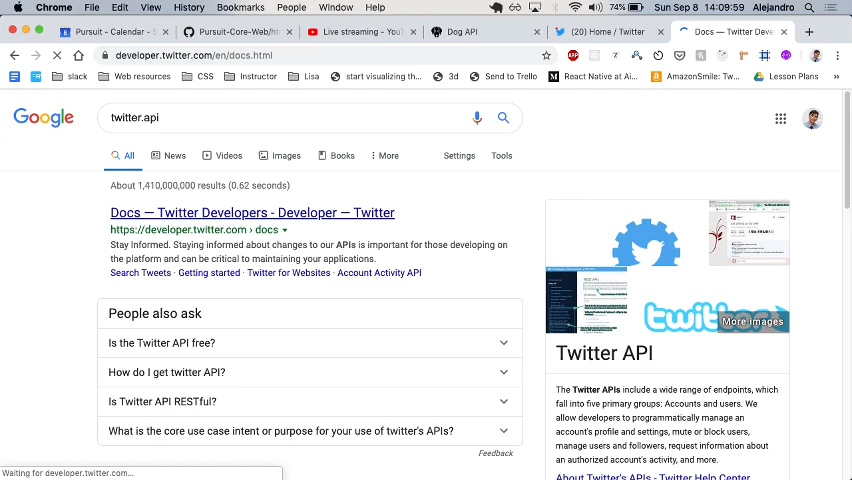 Chrome File Edit View History Bookmarks People Window Help 74% Sun Sep 8 14:09:59 Alejandro
Pursuit - Calendar - S Pursuit-Core-Web/ht Live streaming - You Dog API (20) Home / Twitter Docs — Twitter Deve
developer.twitter.com/en/docs.html
slack Web resources CSS Instructor Lisa start visualizing th... 3d Send to Trello React Native at Ai... AmazonSmile: Yo... Lesson Plans
Google
twitter.api
All News Videos Images Books More Settings Tools
About 1,410,000,000 results (0.62 seconds)
Docs — Twitter Developers - Developer — Twitter
https://developer.twitter.com › docs
Stay Informed. Staying informed about changes to our APIs is important for those developing on
the platform and can be critical to maintaining your applications.
Search Tweets · Getting started · Twitter for Websites · Account Activity API
People also ask
Is the Twitter API free?
How do I get twitter API?
Is Twitter API RESTful?
What is the core use case intent or purpose for your use of twitter's APIs?
Feedback
More images
Twitter API
The Twitter APIs include a wide range of endpoints, which
fall into five primary groups: Accounts and users. We
allow developers to programmatically manage an
account's profile and settings, mute or block users,
manage users and followers, request information about
an authorized account's activity, and more.
About Twitter's APIs - Twitter Help Center
Waiting for developer.twitter.com...